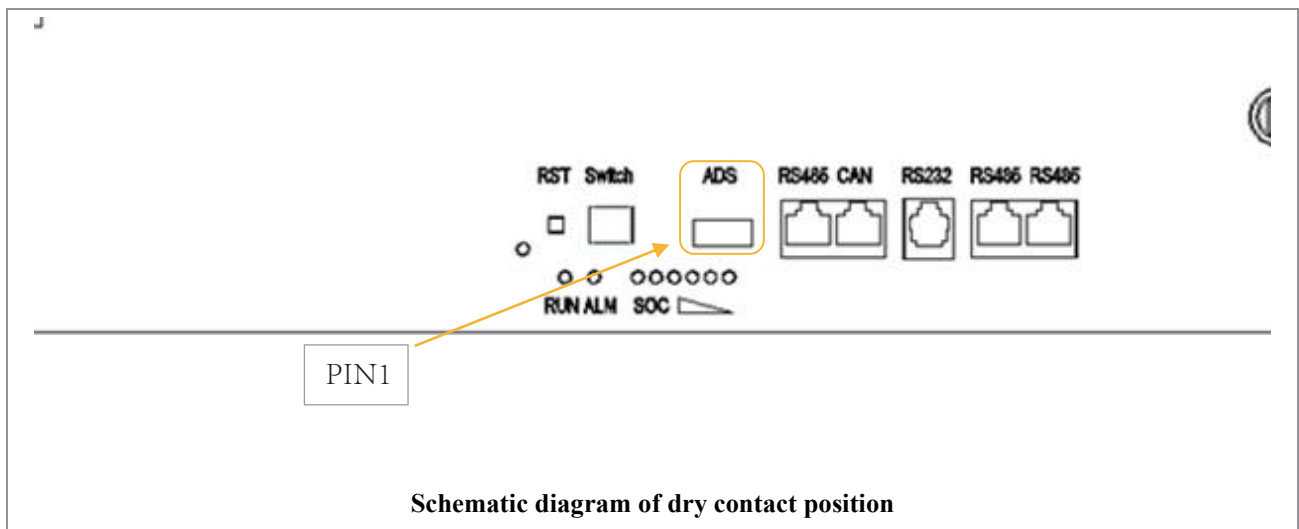 RST Switch ADS RS485 CAN RS232 RS485 RS485
RUN ALM SOC
PIN1
Schematic diagram of dry contact position